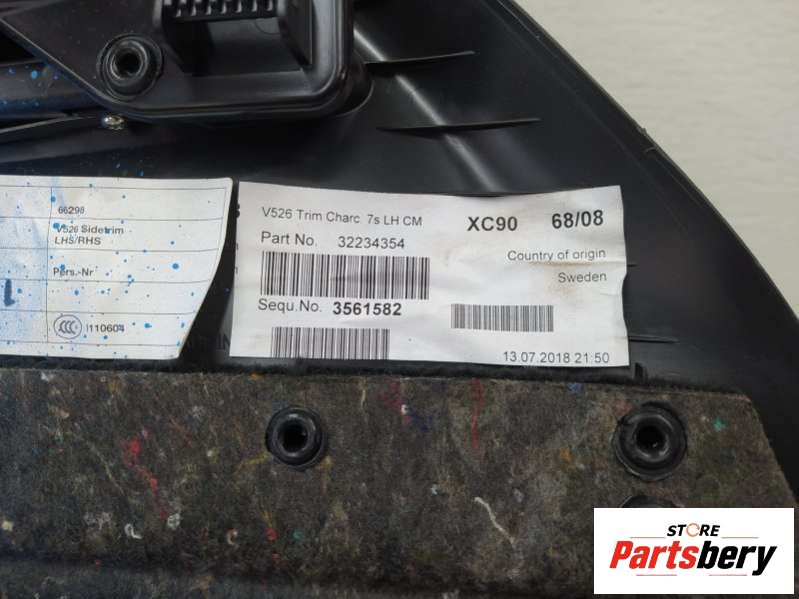 V526 Trim Charc. 7s LH CM
XC90 68/08
Part No. 32234354
Country of origin
Sweden
Sequ.No. 3561582
13.07.2018 21:50
66298
V526 Sidetrim
LHS/RHS
Pers.-Nr
I110604
STORE
Partsbery